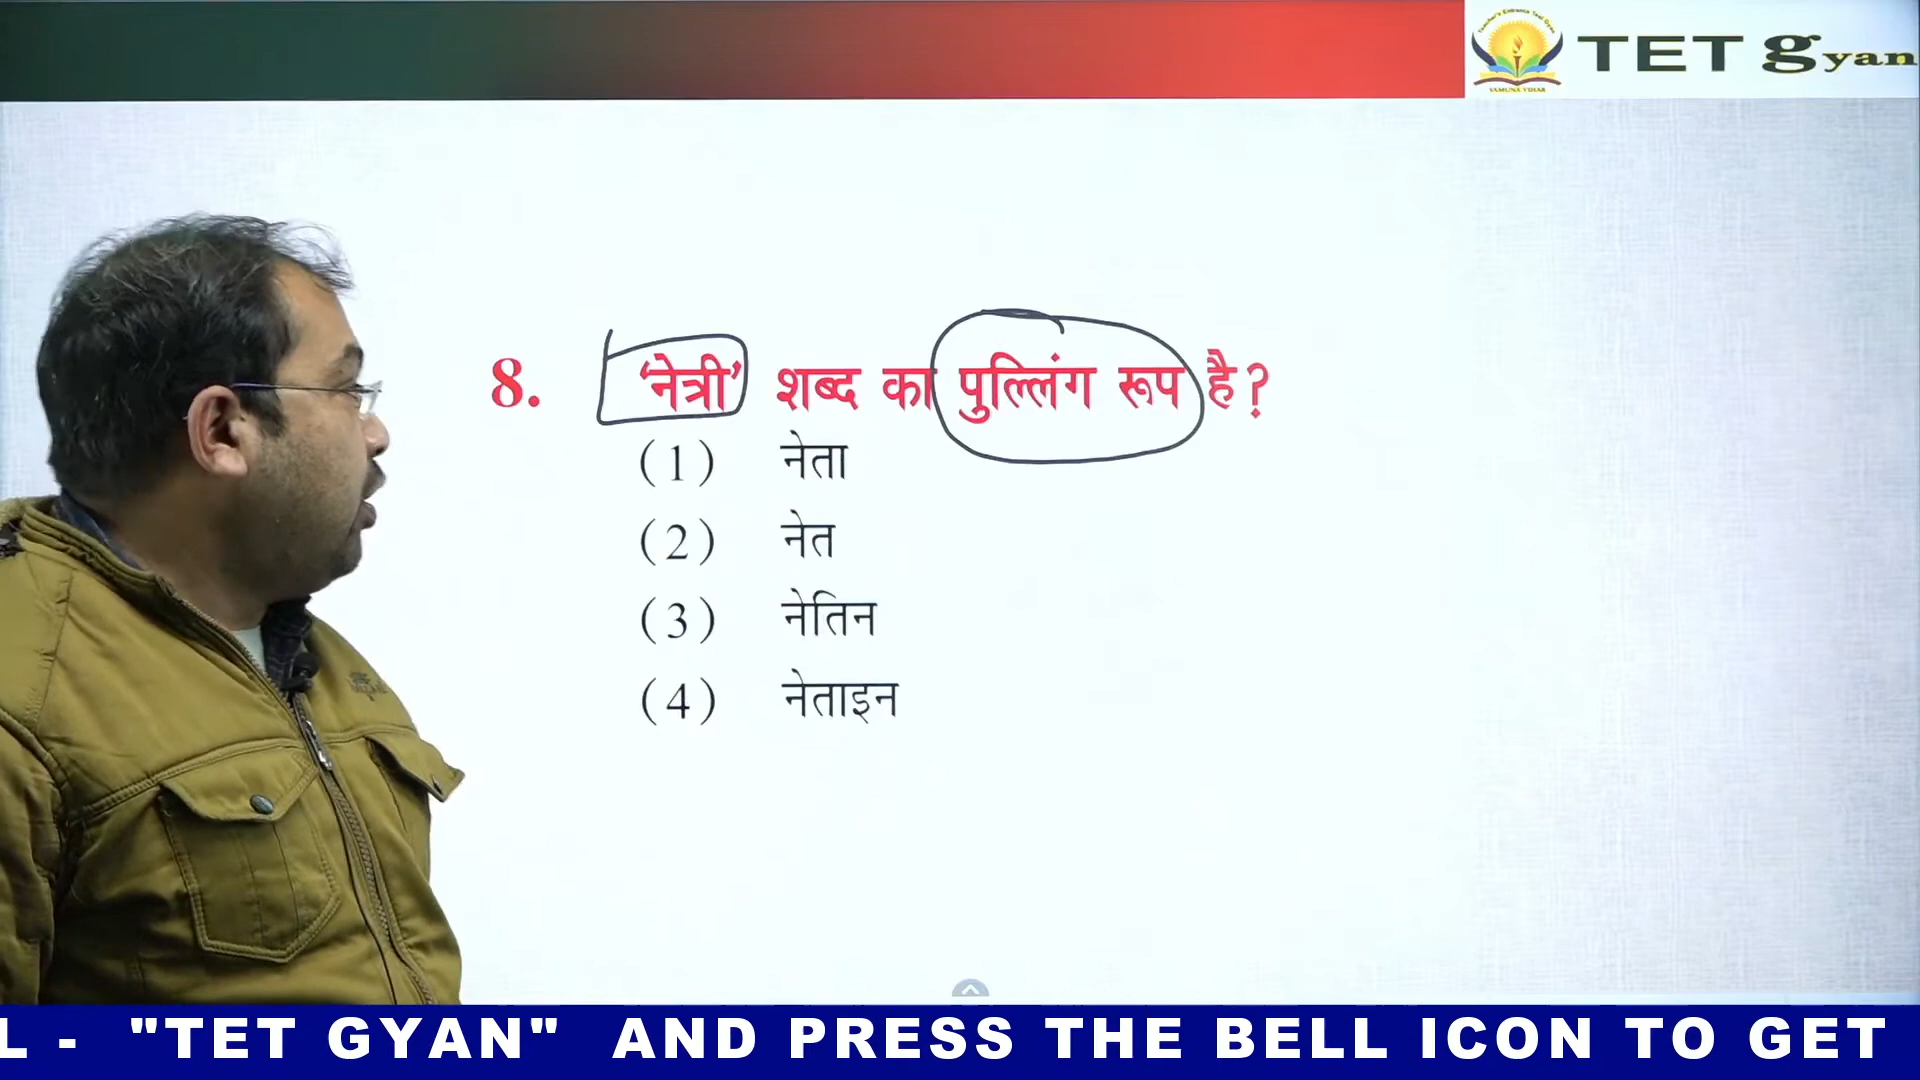 TET gyan
8. 'नेत्री' शब्द का पुल्लिंग रूप है?
(1) नेता
(2) नेत
(3) नेतिन
(4) नेताइन
L - "TET GYAN" AND PRESS THE BELL ICON TO GET